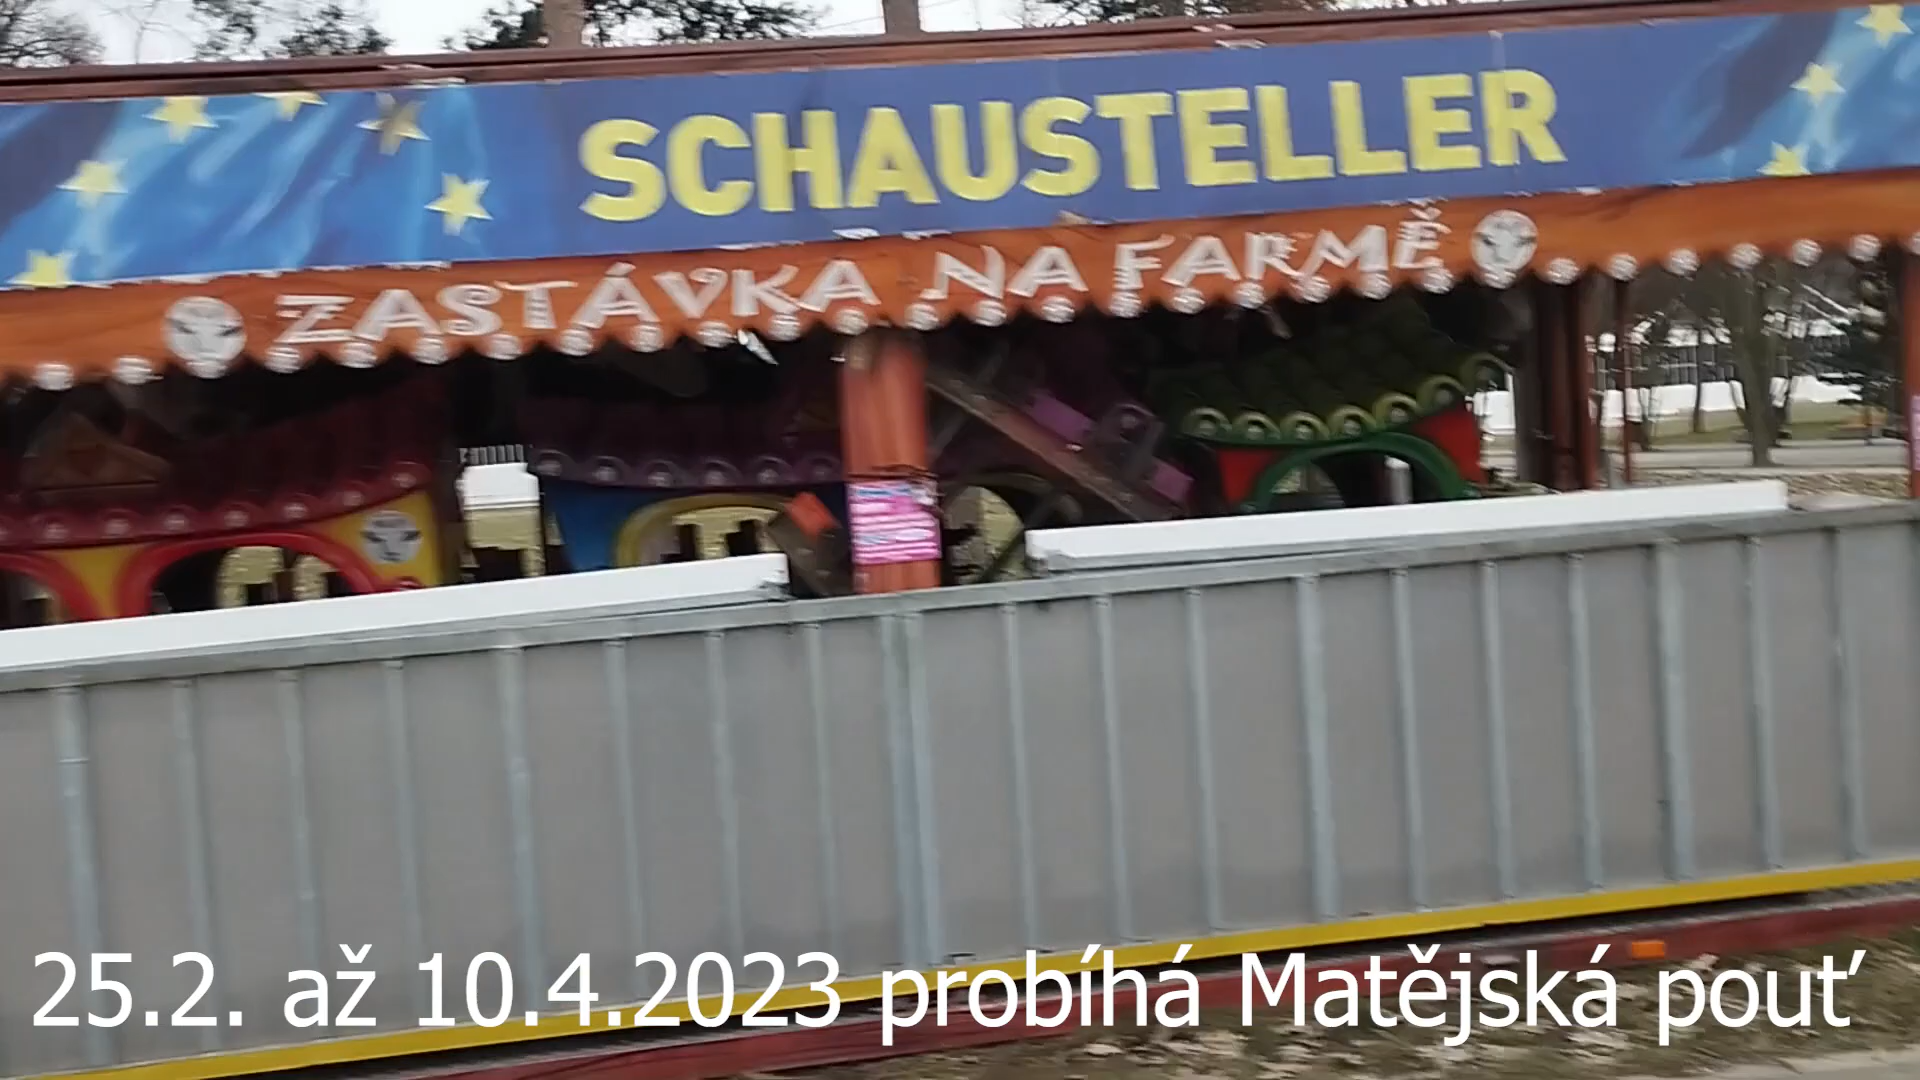 SCHAUSTELLER
ZASTÁVKA NA FARMĚ
25.2. až 10.4.2023 probíhá Matějská pouť